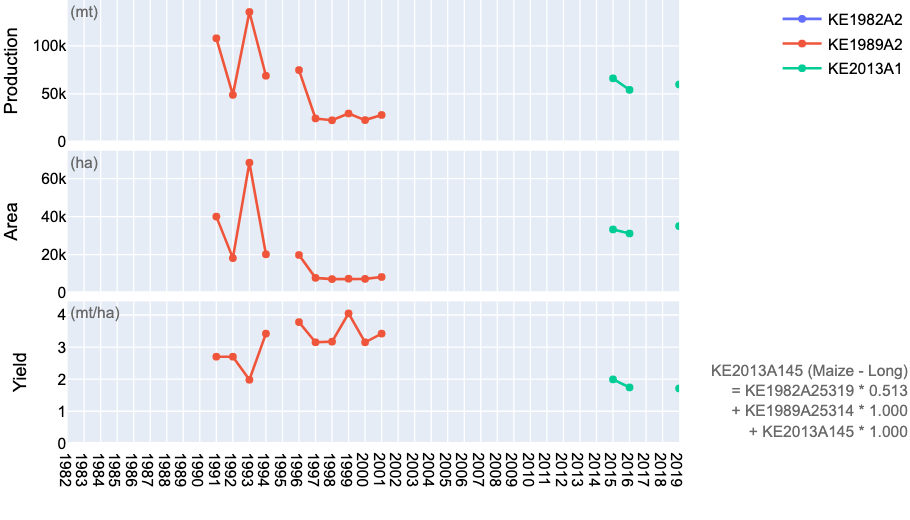 (mt)
Production
100k
50k
0
(ha)
Area
60k
40k
20k
0
(mt/ha)
Yield
4
3
2
1
0
1982
1983
1984
1985
1986
1987
1988
1989
1990
1991
1992
1993
1994
1995
1996
1997
1998
1999
2000
2001
2002
2003
2004
2005
2006
2007
2008
2009
2010
2011
2012
2013
2014
2015
2016
2017
2018
2019
KE1982A2
KE1989A2
KE2013A1
KE2013A145 (Maize - Long)
= KE1982A25319 * 0.513
+ KE1989A25314 * 1.000
+ KE2013A145 * 1.000